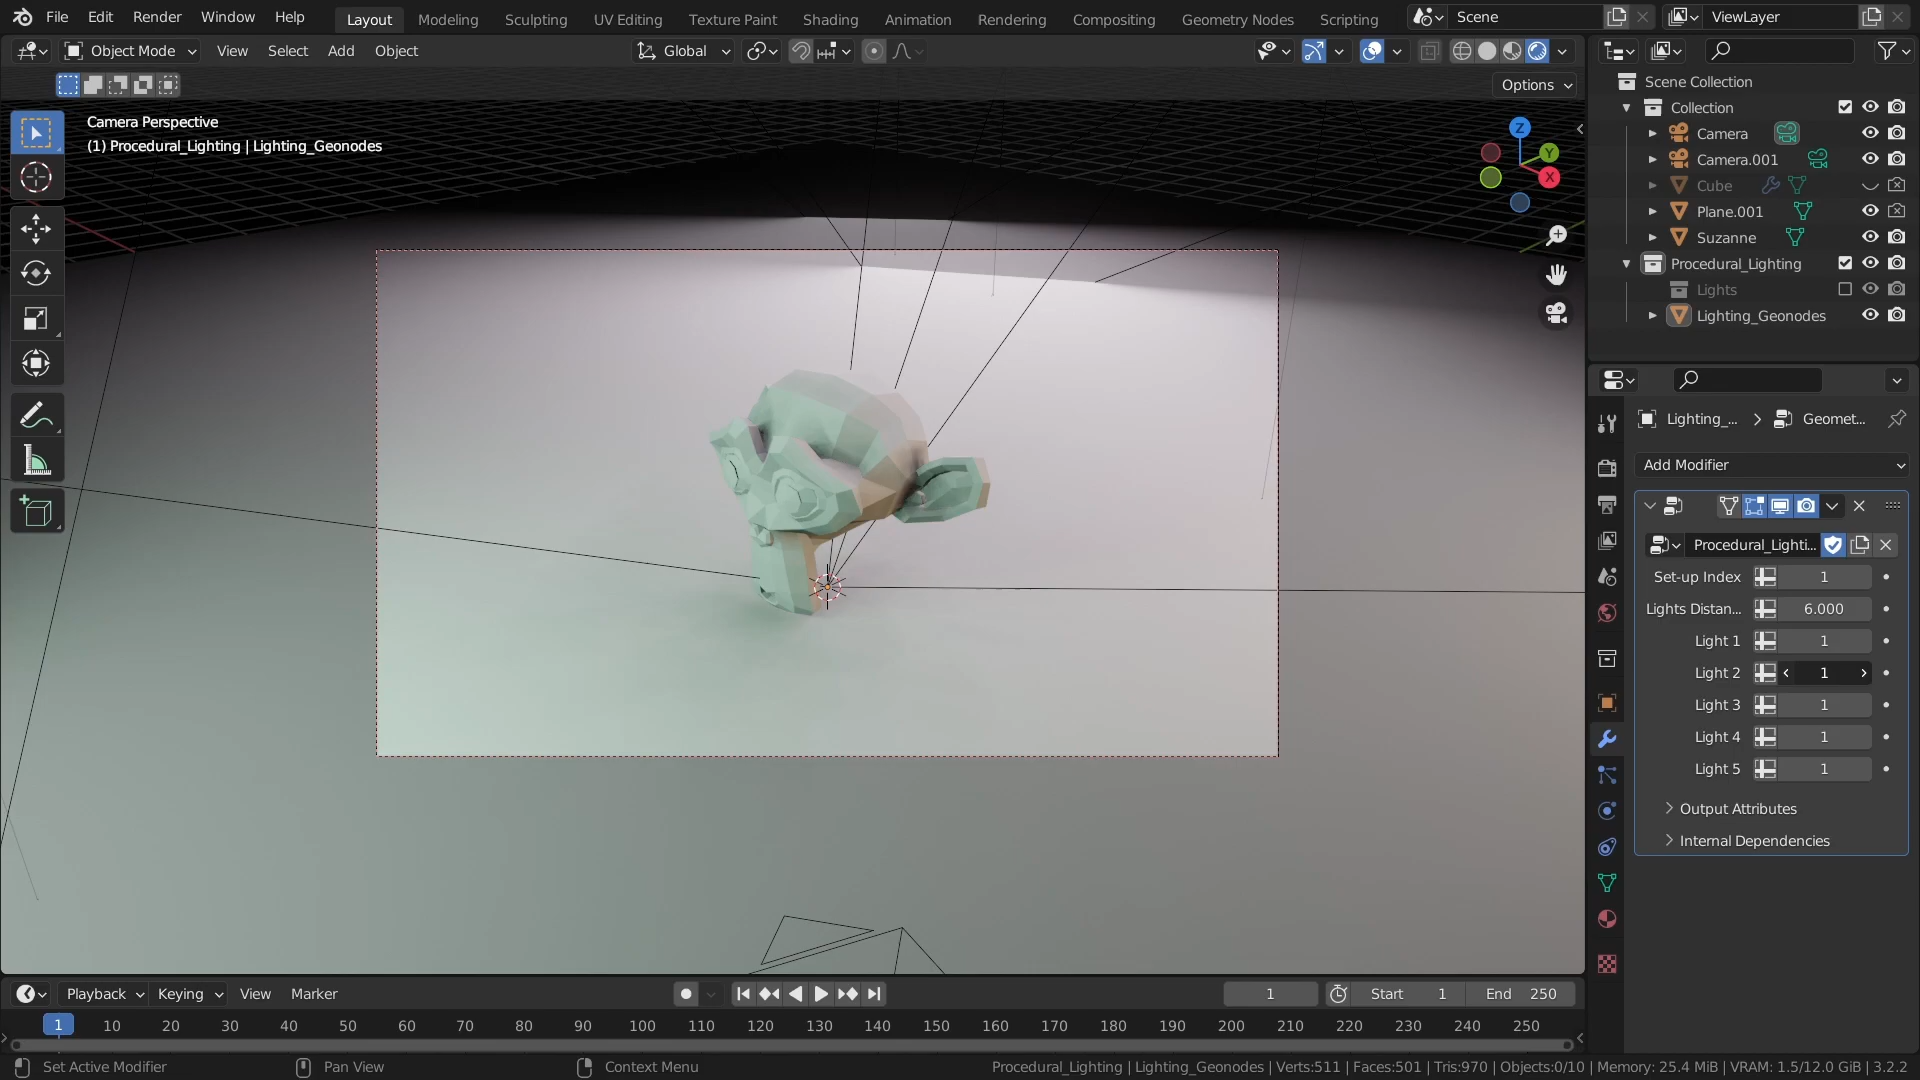 File Edit Render Window Help Layout Modeling Sculpting UV Editing Texture Paint Shading Animation Rendering Compositing Geometry Nodes Scripting Scene ViewLayer
Object Mode View Select Add Object Global
Options
Camera Perspective
(1) Procedural_Lighting | Lighting_Geonodes
Z
Y
X
Scene Collection
Collection
Camera
Camera.001
Cube
Plane.001
Suzanne
Procedural_Lighting
Lights
Lighting_Geonodes
Lighting_... Geomet...
Add Modifier
Procedural_Lighti...
Set-up Index 1
Lights Distan... 6.000
Light 1 1
Light 2 1
Light 3 1
Light 4 1
Light 5 1
Output Attributes
Internal Dependencies
Playback Keying View Marker 1 Start 1 End 250
1 10 20 30 40 50 60 70 80 90 100 110 120 130 140 150 160 170 180 190 200 210 220 230 240 250
Set Active Modifier Pan View Context Menu Procedural_Lighting | Lighting_Geonodes | Verts:511 | Faces:501 | Tris:970 | Objects:0/10 | Memory: 25.4 MiB | VRAM: 1.5/12.0 GiB | 3.2.2